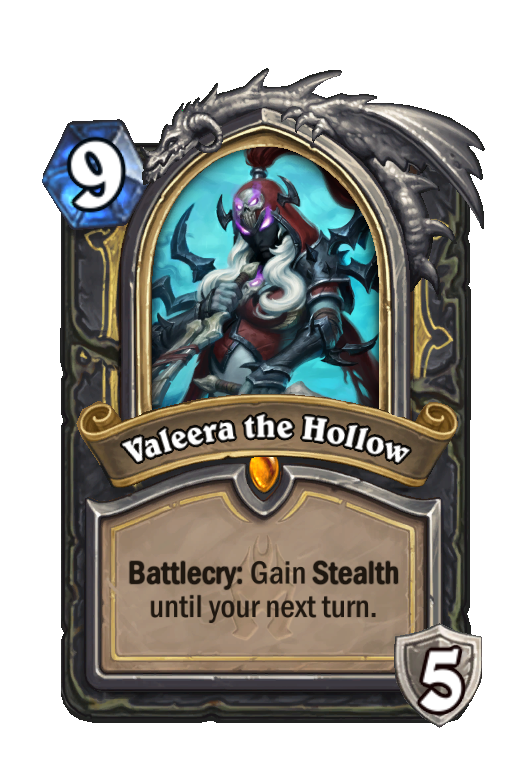 9
Valeera the Hollow
Battlecry: Gain Stealth
until your next turn.
5